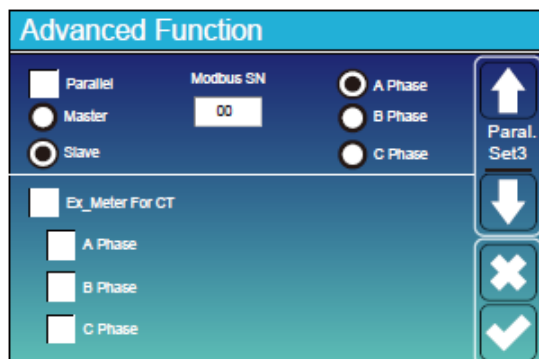 Advanced Function
Parallel
Modbus SN
A Phase
Master
00
B Phase
Slave
C Phase
Paral.
Set3
Ex_Meter For CT
A Phase
B Phase
C Phase